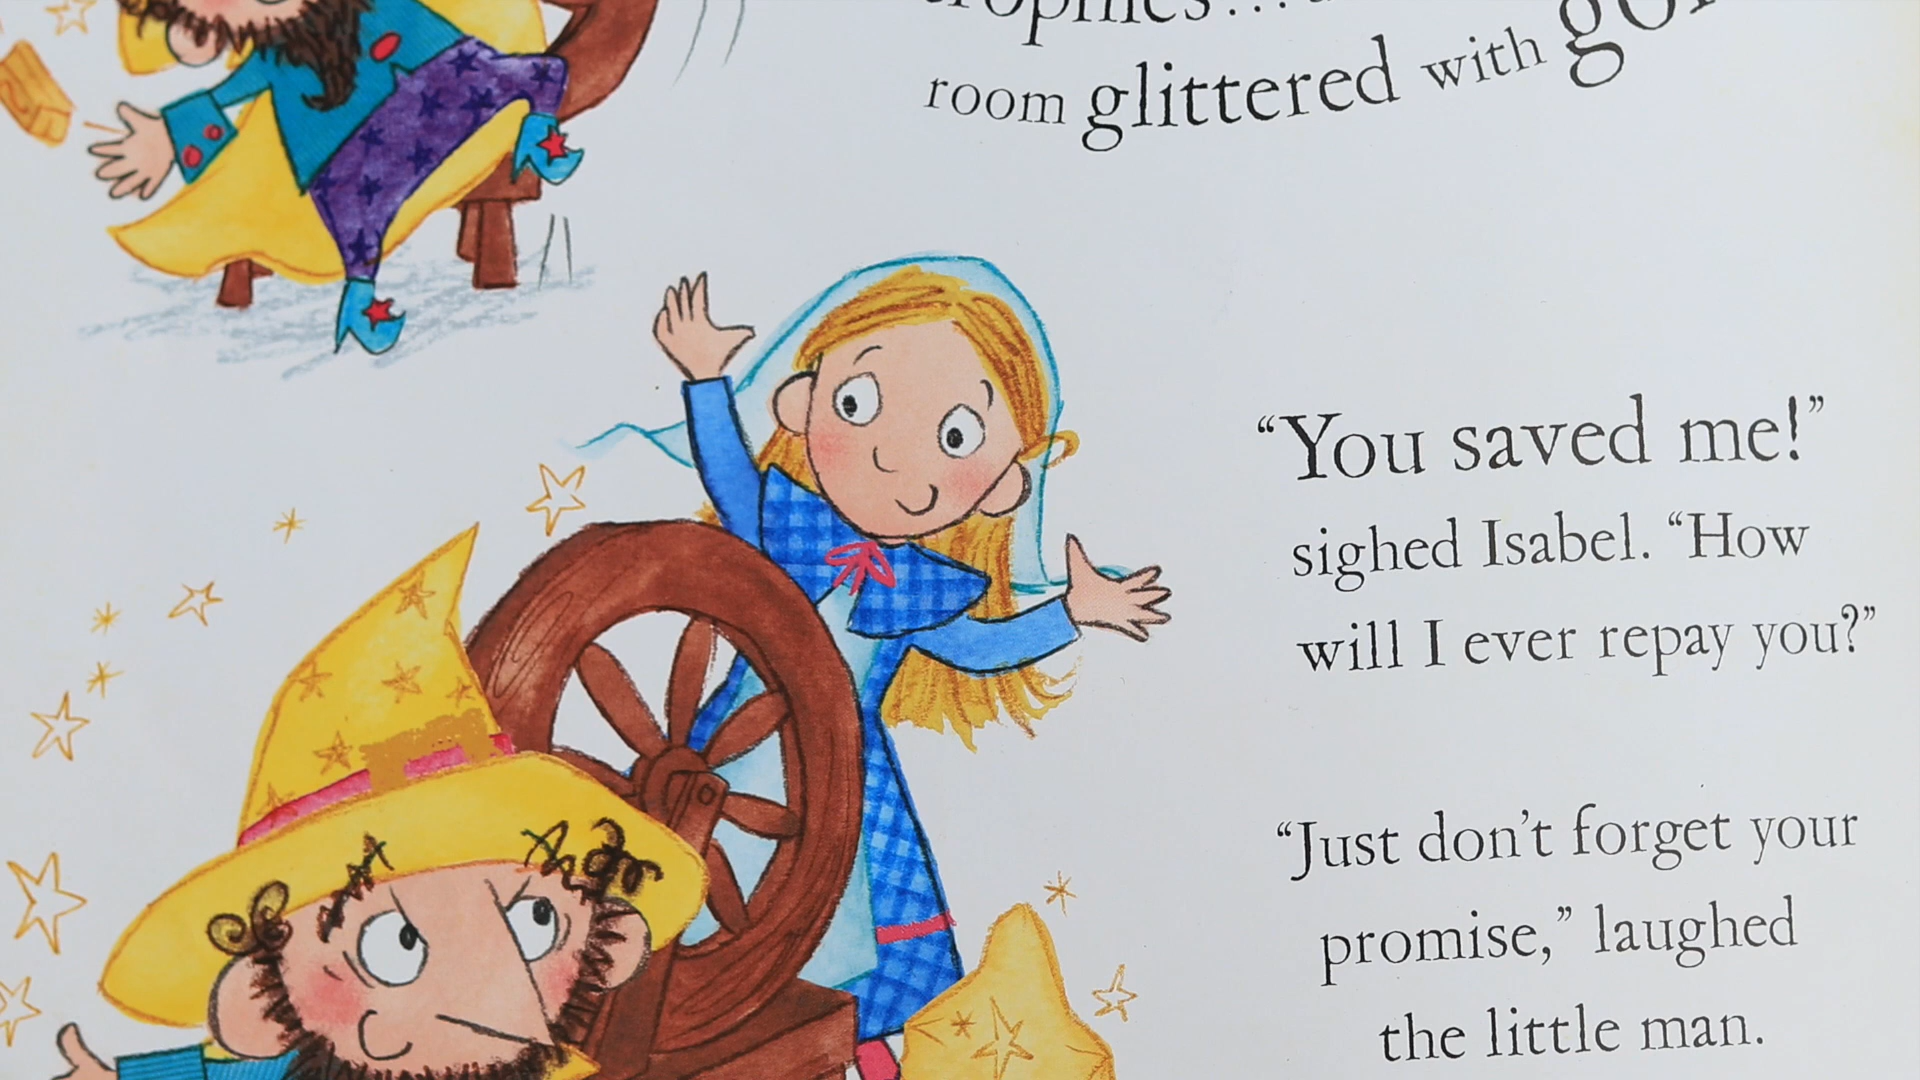 room glittered with
“You saved me!”
sighed Isabel. “How
will I ever repay you?”
“Just don’t forget your
promise,” laughed
the little man.